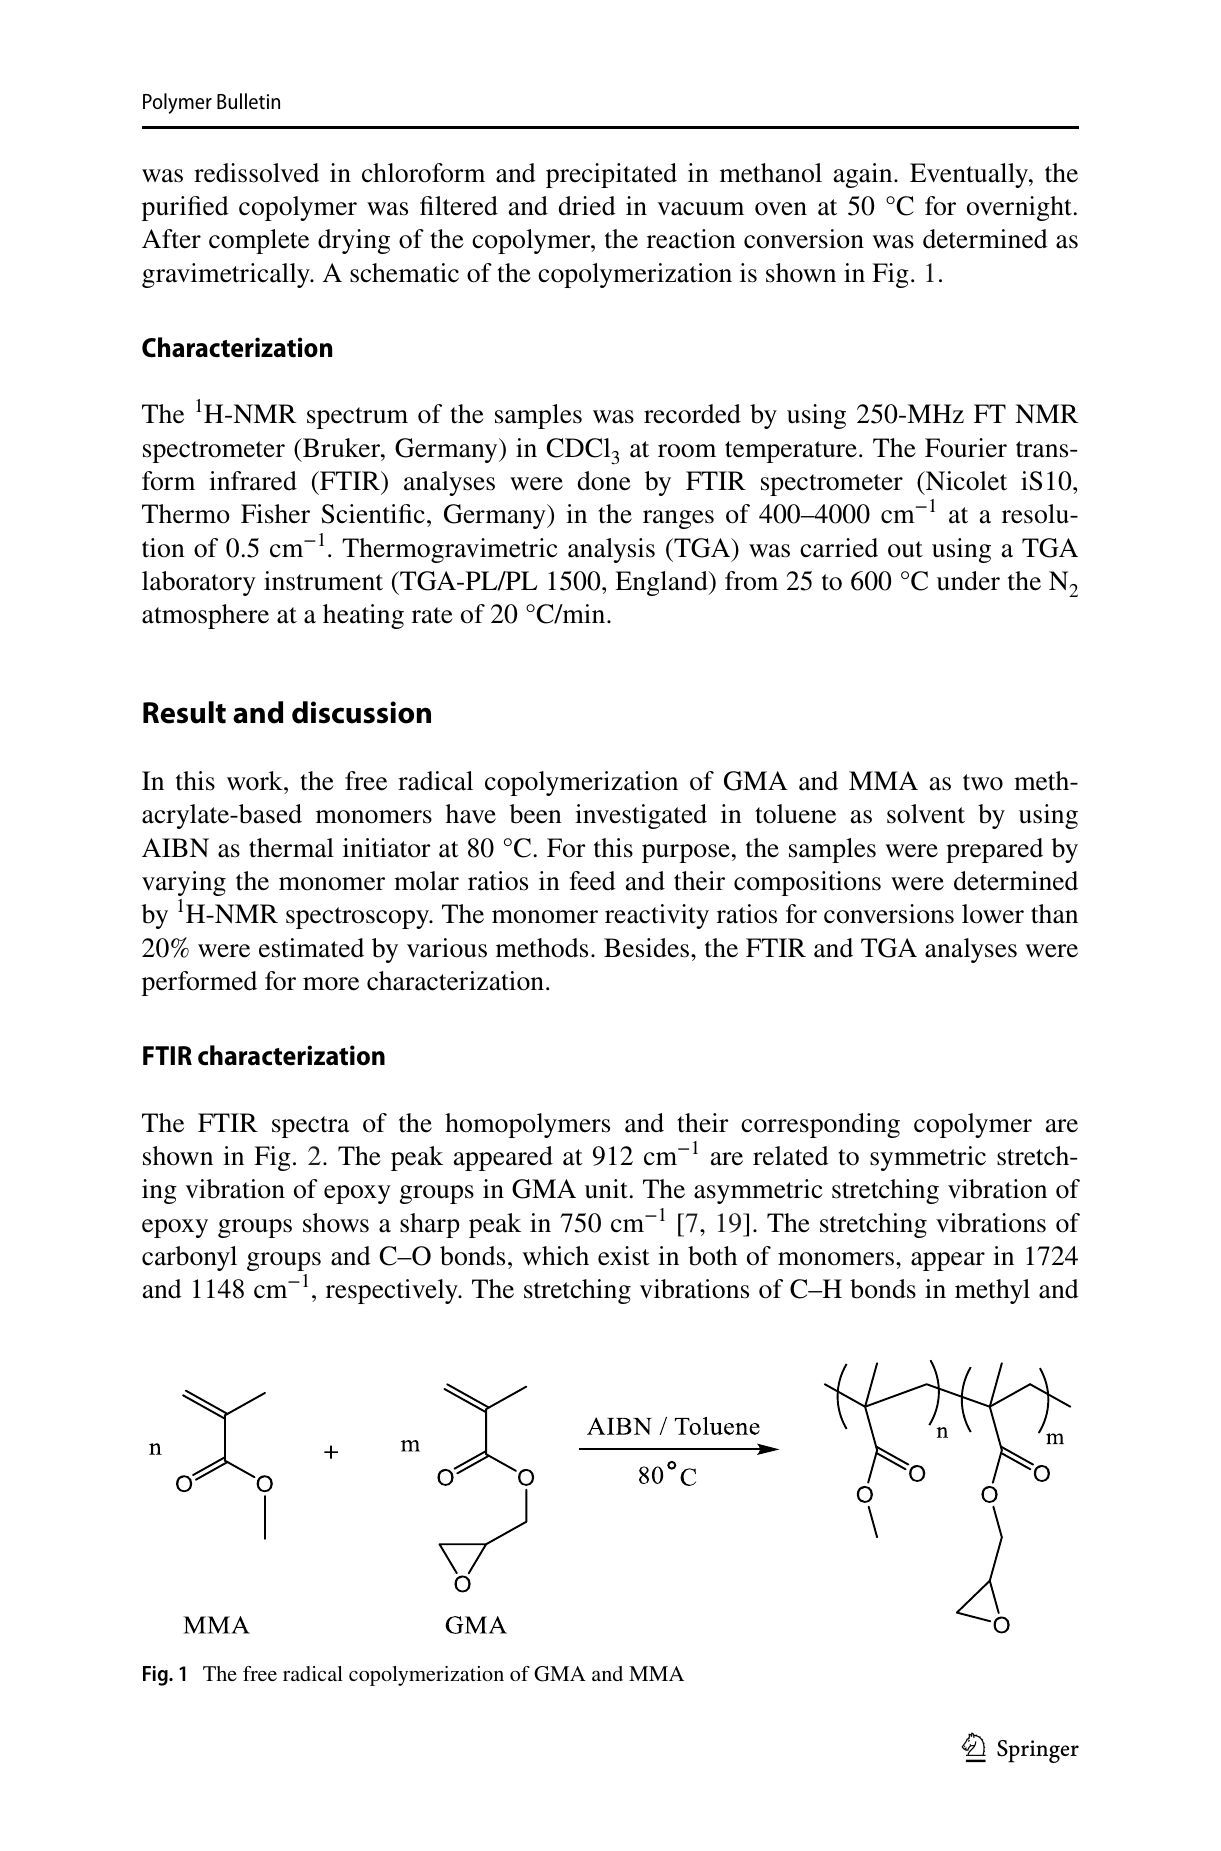 Polymer Bulletin
was redissolved in chloroform and precipitated in methanol again. Eventually, the
purified copolymer was filtered and dried in vacuum oven at 50 °C for overnight.
After complete drying of the copolymer, the reaction conversion was determined as
gravimetrically. A schematic of the copolymerization is shown in Fig. 1.
Characterization
The ¹H-NMR spectrum of the samples was recorded by using 250-MHz FT NMR
spectrometer (Bruker, Germany) in CDCl₃ at room temperature. The Fourier trans-
form infrared (FTIR) analyses were done by FTIR spectrometer (Nicolet iS10,
Thermo Fisher Scientific, Germany) in the ranges of 400–4000 cm⁻¹ at a resolu-
tion of 0.5 cm⁻¹. Thermogravimetric analysis (TGA) was carried out using a TGA
laboratory instrument (TGA-PL/PL 1500, England) from 25 to 600 °C under the N₂
atmosphere at a heating rate of 20 °C/min.
Result and discussion
In this work, the free radical copolymerization of GMA and MMA as two meth-
acrylate-based monomers have been investigated in toluene as solvent by using
AIBN as thermal initiator at 80 °C. For this purpose, the samples were prepared by
varying the monomer molar ratios in feed and their compositions were determined
by ¹H-NMR spectroscopy. The monomer reactivity ratios for conversions lower than
20% were estimated by various methods. Besides, the FTIR and TGA analyses were
performed for more characterization.
FTIR characterization
The FTIR spectra of the homopolymers and their corresponding copolymer are
shown in Fig. 2. The peak appeared at 912 cm⁻¹ are related to symmetric stretch-
ing vibration of epoxy groups in GMA unit. The asymmetric stretching vibration of
epoxy groups shows a sharp peak in 750 cm⁻¹ [7, 19]. The stretching vibrations of
carbonyl groups and C–O bonds, which exist in both of monomers, appear in 1724
and 1148 cm⁻¹, respectively. The stretching vibrations of C–H bonds in methyl and
n
O
O
+
m
O
O
O
AIBN / Toluene
80°C
n
m
O
O
O
O
O
MMA
GMA
Fig. 1 The free radical copolymerization of GMA and MMA
Springer